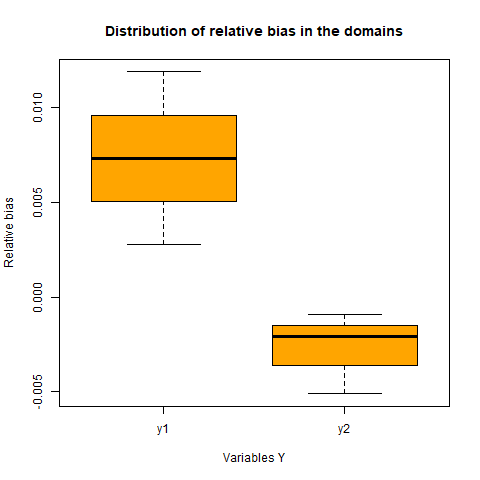 Distribution of relative bias in the domains
Relative bias
0.010
0.005
0.000
-0.005
y1 y2
Variables Y